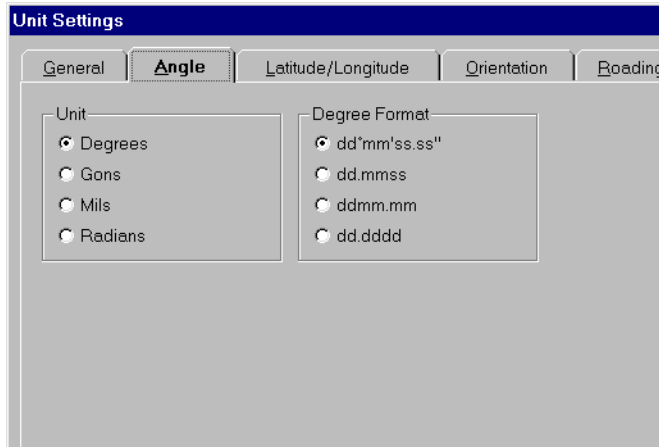 Unit Settings
General Angle Latitude/Longitude Orientation Roading
Unit Degree Format
Degrees dd°mm'ss.ss"
Gons dd.mmss
Mils ddmm.mm
Radians dd.dddd